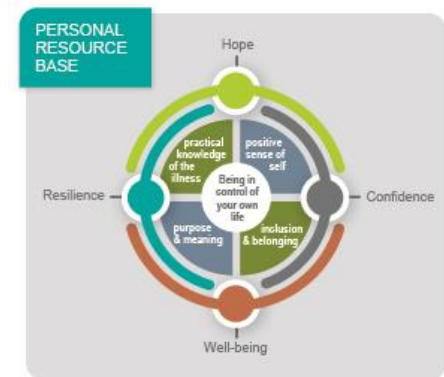 PERSONAL
RESOURCE
BASE
Hope
practical
knowledge
of the
illness
positive
sense of
self
Being in
control of
your own
life
Resilience
Confidence
purpose
& meaning
inclusion
& belonging
Well-being